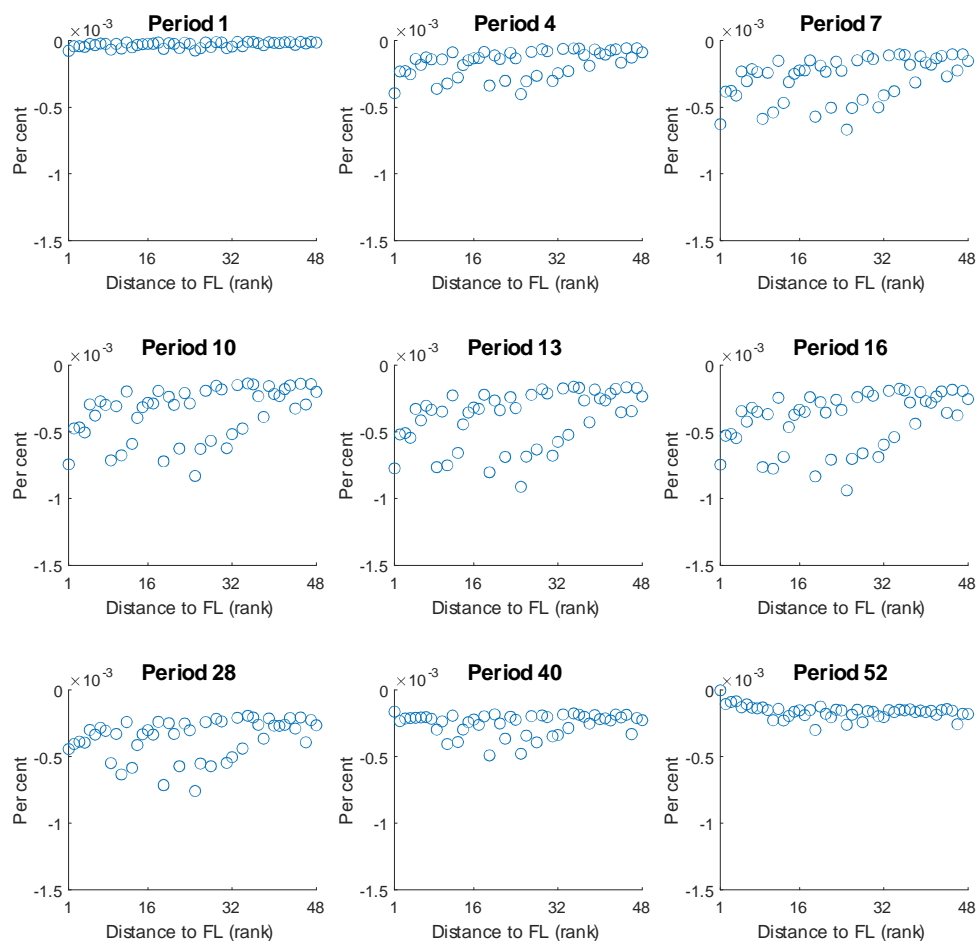 ×10⁻³ Period 1
0
-0.5
-1
-1.5
Per cent
1 16 32 48
Distance to FL (rank)
×10⁻³ Period 4
0
-0.5
-1
-1.5
Per cent
1 16 32 48
Distance to FL (rank)
×10⁻³ Period 7
0
-0.5
-1
-1.5
Per cent
1 16 32 48
Distance to FL (rank)
×10⁻³ Period 10
0
-0.5
-1
-1.5
Per cent
1 16 32 48
Distance to FL (rank)
×10⁻³ Period 13
0
-0.5
-1
-1.5
Per cent
1 16 32 48
Distance to FL (rank)
×10⁻³ Period 16
0
-0.5
-1
-1.5
Per cent
1 16 32 48
Distance to FL (rank)
×10⁻³ Period 28
0
-0.5
-1
-1.5
Per cent
1 16 32 48
Distance to FL (rank)
×10⁻³ Period 40
0
-0.5
-1
-1.5
Per cent
1 16 32 48
Distance to FL (rank)
×10⁻³ Period 52
0
-0.5
-1
-1.5
Per cent
1 16 32 48
Distance to FL (rank)